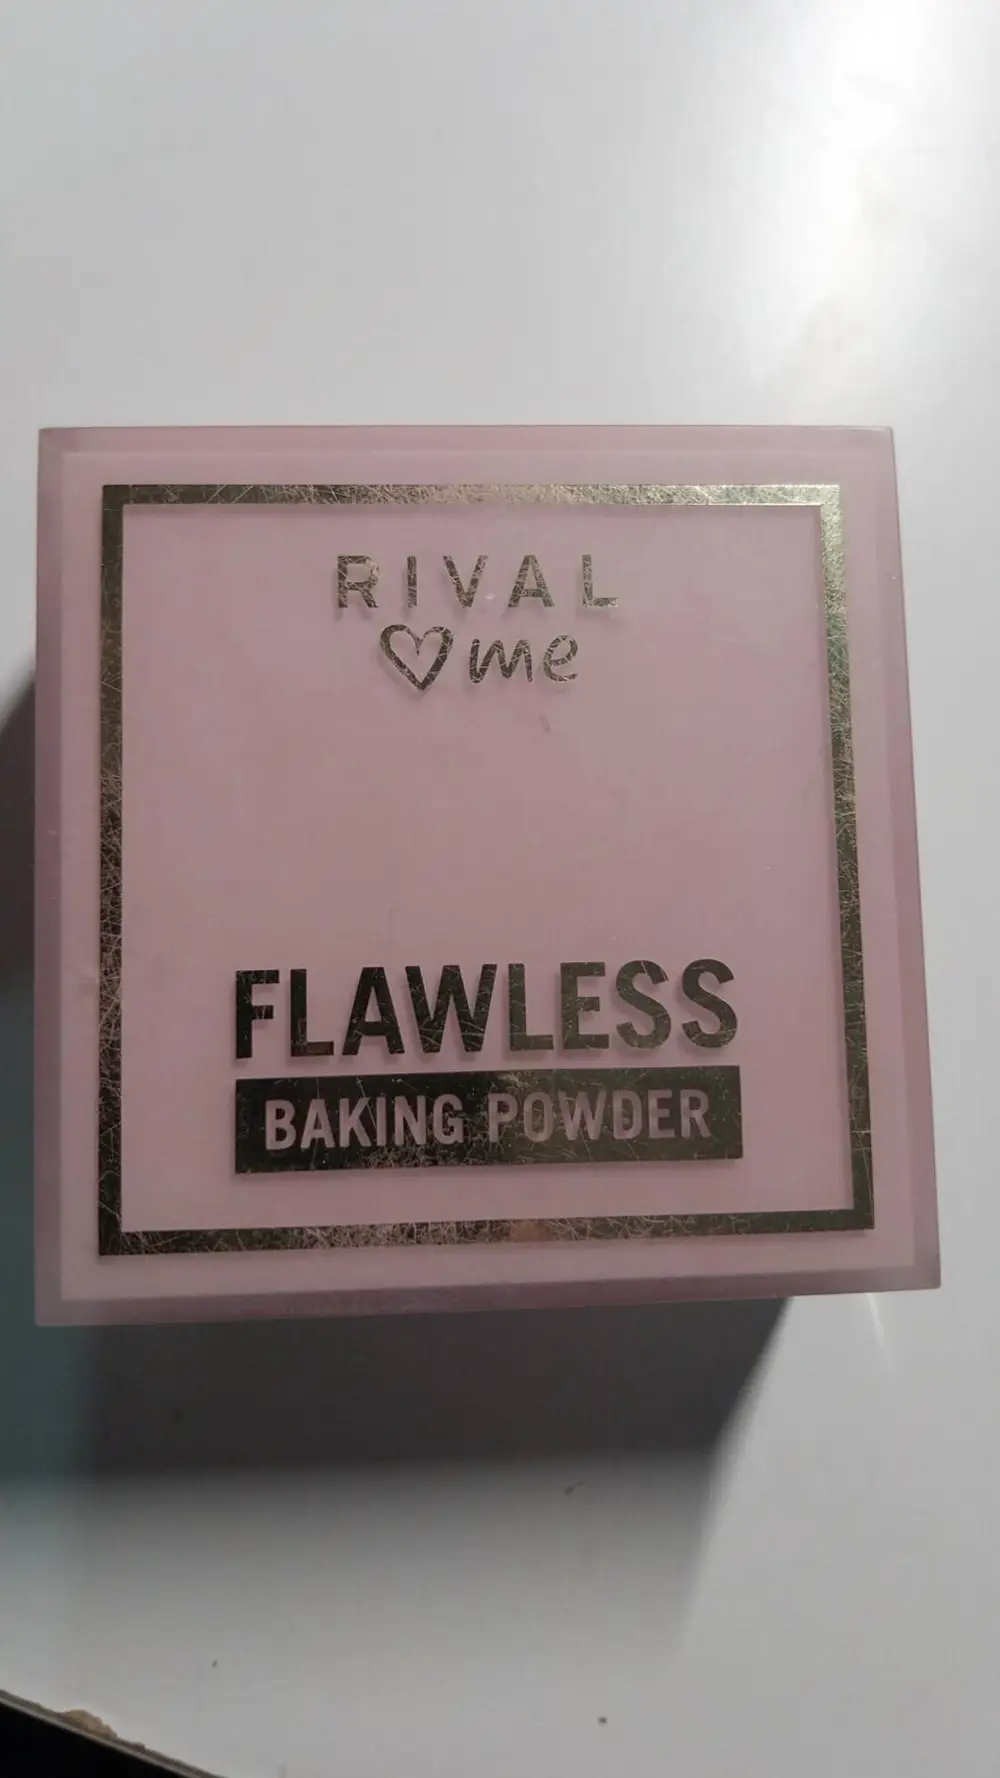 RIVAL
♡me
FLAWLESS
BAKING POWDER